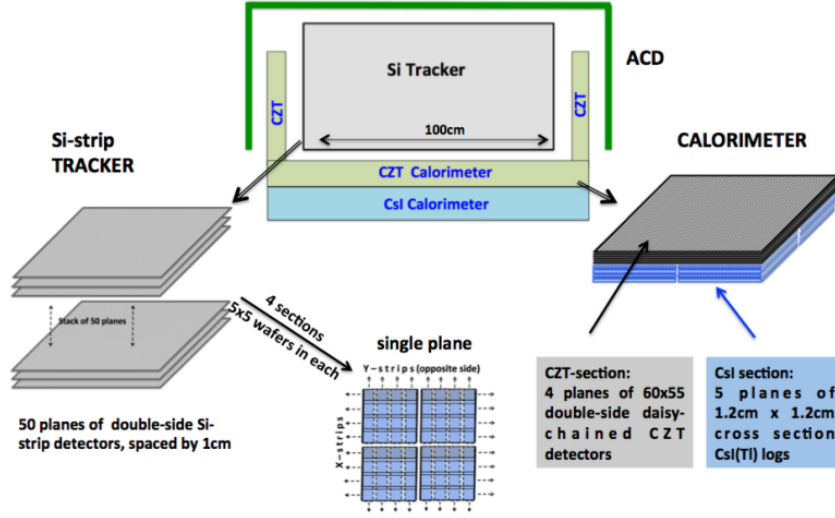 Si Tracker
ACD
CZT
CZT
100cm
Si-strip
TRACKER
CALORIMETER
CZT Calorimeter
CsI Calorimeter
Stack of 50 planes
4 sections
5x5 wafers in each
single plane
Y-strips (opposite side)
X-strips
50 planes of double-side Si-
strip detectors, spaced by 1cm
CZT-section:
4 planes of 60x55
double-side daisy-
chained CZT
detectors
CsI section:
5 planes of
1.2cm x 1.2cm
cross section
CsI(Tl) logs